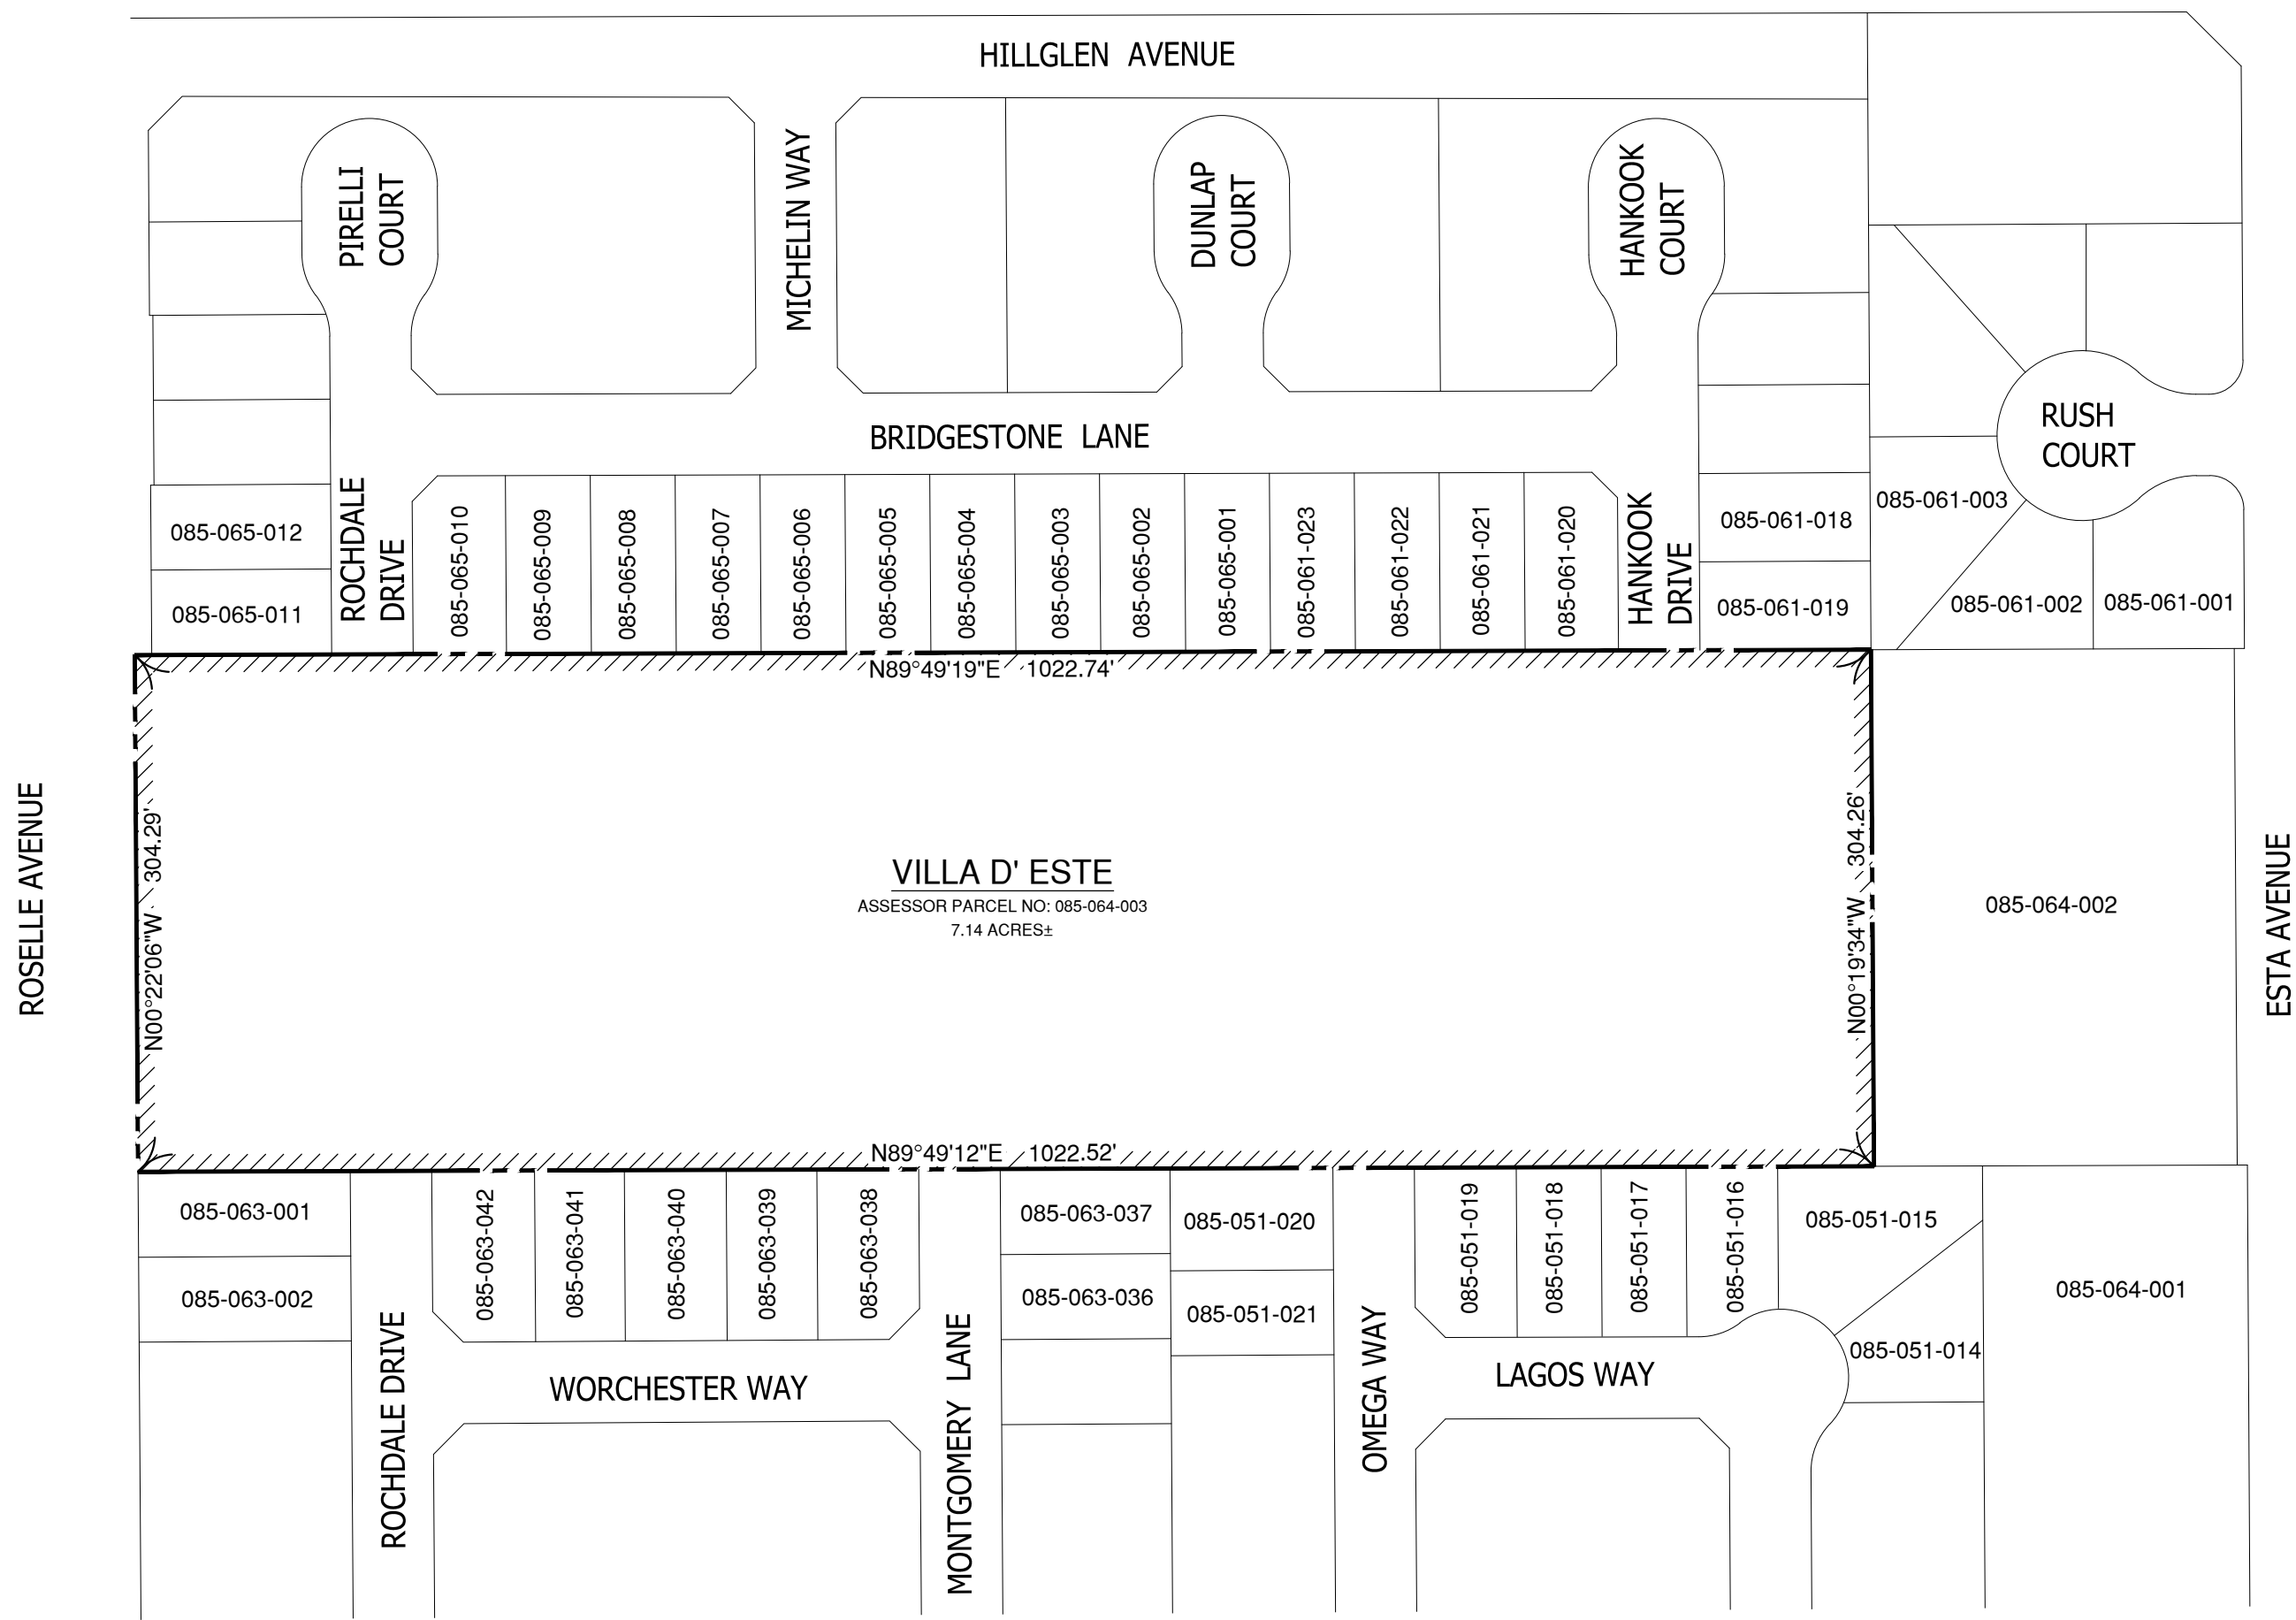 HILLGLEN AVENUE
PIRELLI
COURT
MICHELIN WAY
DUNLAP
COURT
HANKOOK
COURT
RUSH
COURT
BRIDGESTONE LANE
085-065-012
085-065-011
ROCHDALE
DRIVE
085-065-010
085-065-009
085-065-008
085-065-007
085-065-006
085-065-005
085-065-004
085-065-003
085-065-002
085-065-001
085-061-023
085-061-022
085-061-021
085-061-020
HANKOOK
DRIVE
085-061-018
085-061-019
085-061-003
085-061-002
085-061-001
N89°49'19"E 1022.74'
ROSELLE AVENUE
N00°22'06"W 304.29'
VILLA D' ESTE
ASSESSOR PARCEL NO: 085-064-003
7.14 ACRES±
N00°19'34"W 304.26'
085-064-002
ESTA AVENUE
N89°49'12"E 1022.52'
085-063-001
085-063-002
ROCHDALE DRIVE
085-063-042
085-063-041
085-063-040
085-063-039
085-063-038
WORCHESTER WAY
MONTGOMERY LANE
085-063-037
085-063-036
085-051-020
085-051-021
OMEGA WAY
085-051-019
085-051-018
085-051-017
085-051-016
LAGOS WAY
085-051-015
085-051-014
085-064-001